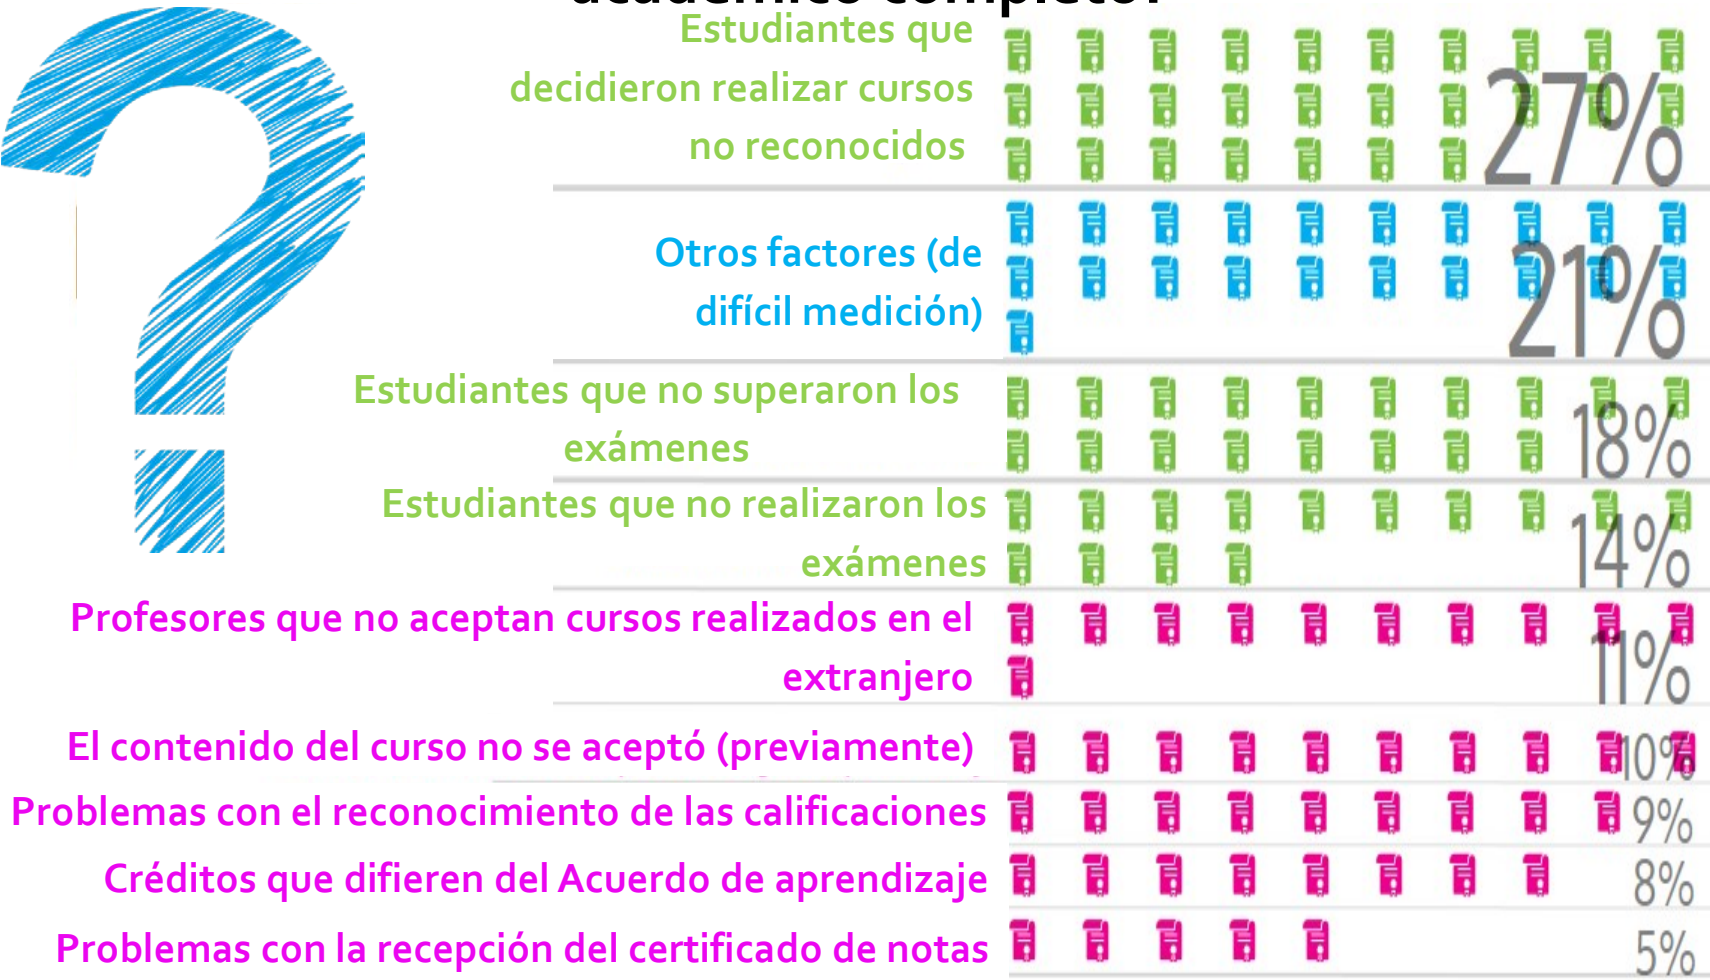 académico completo?
Estudiantes que
decidieron realizar cursos
no reconocidos
27%
Otros factores (de
difícil medición)
21%
Estudiantes que no superaron los
exámenes
18%
Estudiantes que no realizaron los
exámenes
14%
Profesores que no aceptan cursos realizados en el
extranjero
11%
El contenido del curso no se aceptó (previamente)
10%
Problemas con el reconocimiento de las calificaciones
9%
Créditos que difieren del Acuerdo de aprendizaje
8%
Problemas con la recepción del certificado de notas
5%